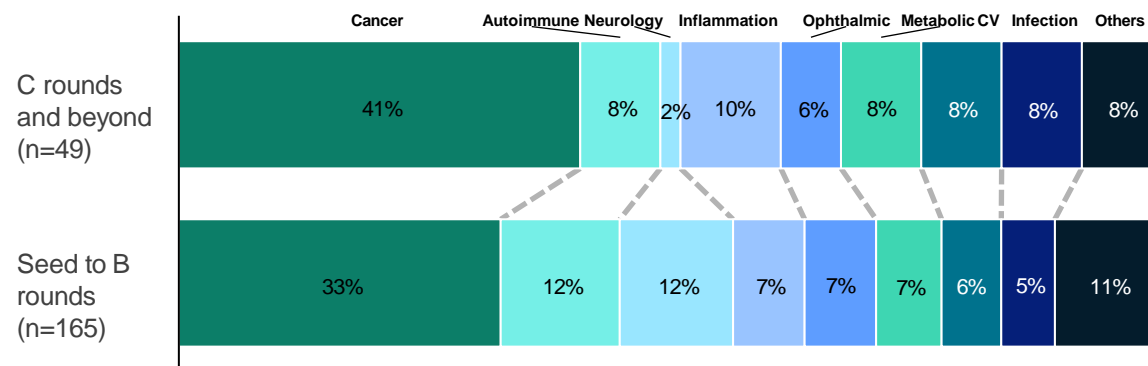 Cancer Autoimmune Neurology Inflammation Ophthalmic Metabolic CV Infection Others
C rounds
and beyond
(n=49)
41% 8% 2% 10% 6% 8% 8% 8% 8%
Seed to B
rounds
(n=165)
33% 12% 12% 7% 7% 7% 6% 5% 11%